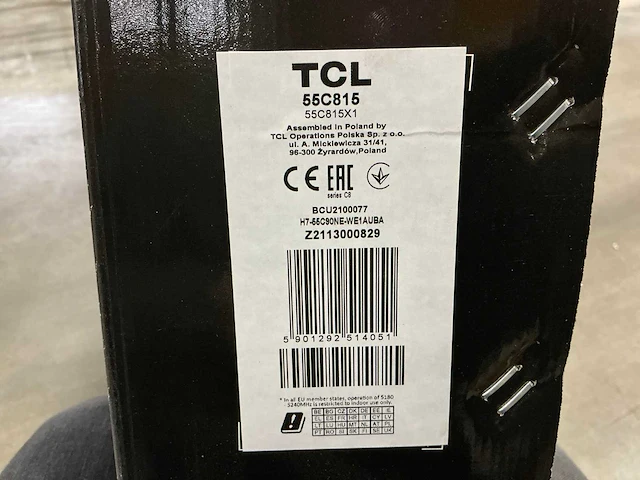 TCL
55C815
55C815X1
Assembled in Poland by
TCL Operations Polska Sp. z o.o.
ul. A. Mickiewicza 31/41,
96-300 Żyrardów,Poland
CE EAC
series C8
BCU2100077
H7-55C90NE-WE1AUBA
Z2113000829
5 901292 514051
* In all EU member states, operation of 5180
5240MHz is restricted to indoor use only.
BE BG CZ DK DE EE IE
EL ES FR HR IT CY LV
LT LU HU MT NL AT PL
PT RO SI SK FI SE UK